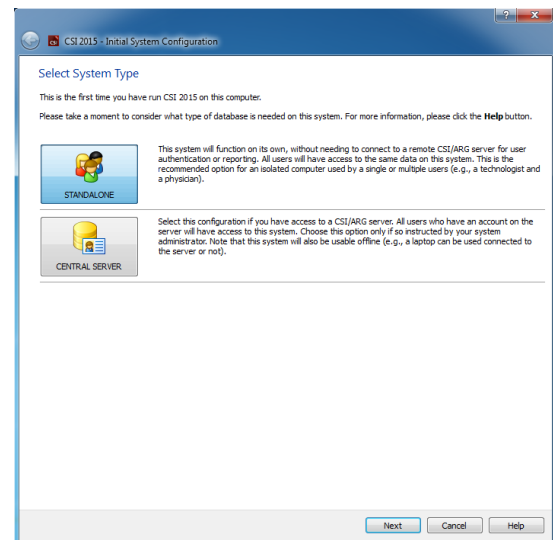 CSI 2015 - Initial System Configuration
Select System Type
This is the first time you have run CSI 2015 on this computer.
Please take a moment to consider what type of database is needed on this system. For more information, please click the Help button.
This system will function on its own, without needing to connect to a remote CSI/ARG server for user
authentication or reporting. All users will have access to the same data on this system. This is the
recommended option for an isolated computer used by a single or multiple users (e.g., a technologist and
a physician).
STANDALONE
Select this configuration if you have access to a CSI/ARG server. All users who have an account on the
server will have access to this system. Choose this option only if so instructed by your system
administrator. Note that this system will also be usable offline (e.g., a laptop can be used connected to
the server or not).
CENTRAL SERVER
Next
Cancel
Help